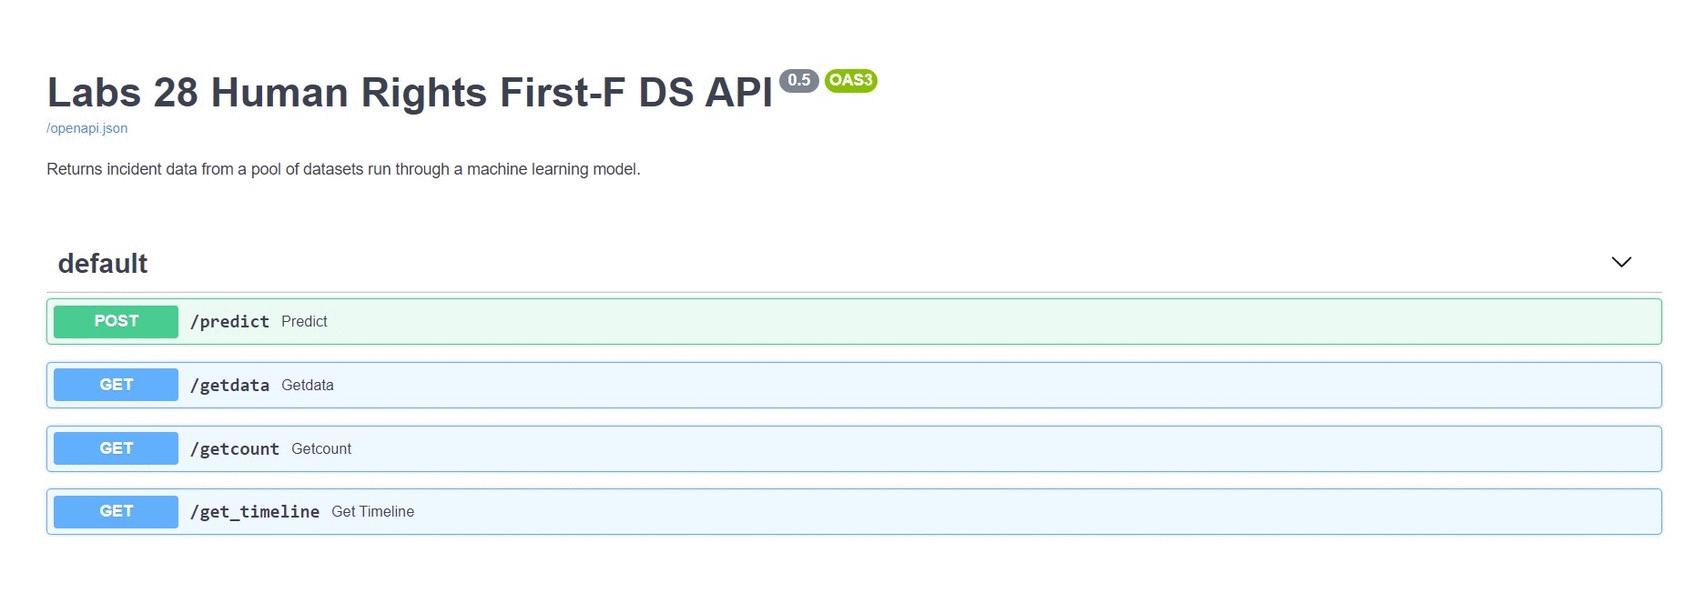 Labs 28 Human Rights First-F DS API 0.5 OAS3
/openapi.json
Returns incident data from a pool of datasets run through a machine learning model.
default
POST /predict Predict
GET /getdata Getdata
GET /getcount Getcount
GET /get_timeline Get Timeline